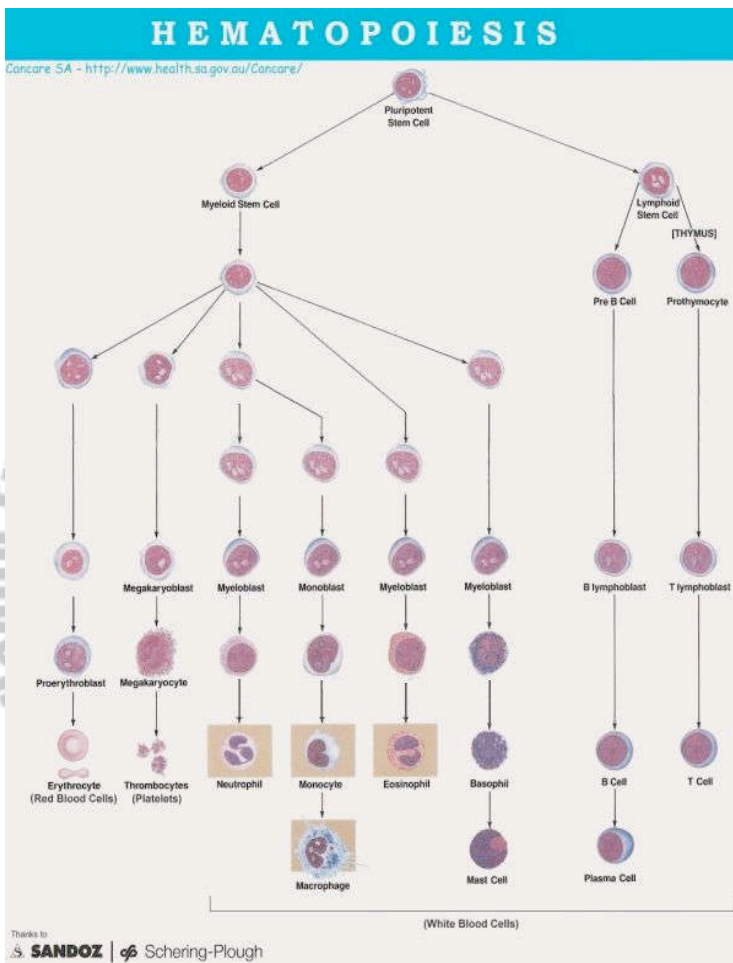 HEMATOPOIESIS
Cancare SA - http://www.health.sa.gov.au/Cancare/
Pluripotent
Stem Cell
Myeloid Stem Cell
Lymphoid
Stem Cell
[THYMUS]
Pre B Cell
Prothymocyte
Megakaryoblast
Myeloblast
Monoblast
Myeloblast
Myeloblast
B lymphoblast
T lymphoblast
Proerythroblast
Megakaryocyte
Erythrocyte
(Red Blood Cells)
Thrombocytes
(Platelets)
Neutrophil
Monocyte
Eosinophil
Basophil
B Cell
T Cell
Macrophage
Mast Cell
Plasma Cell
(White Blood Cells)
Thanks to
SANDOZ
Schering-Plough